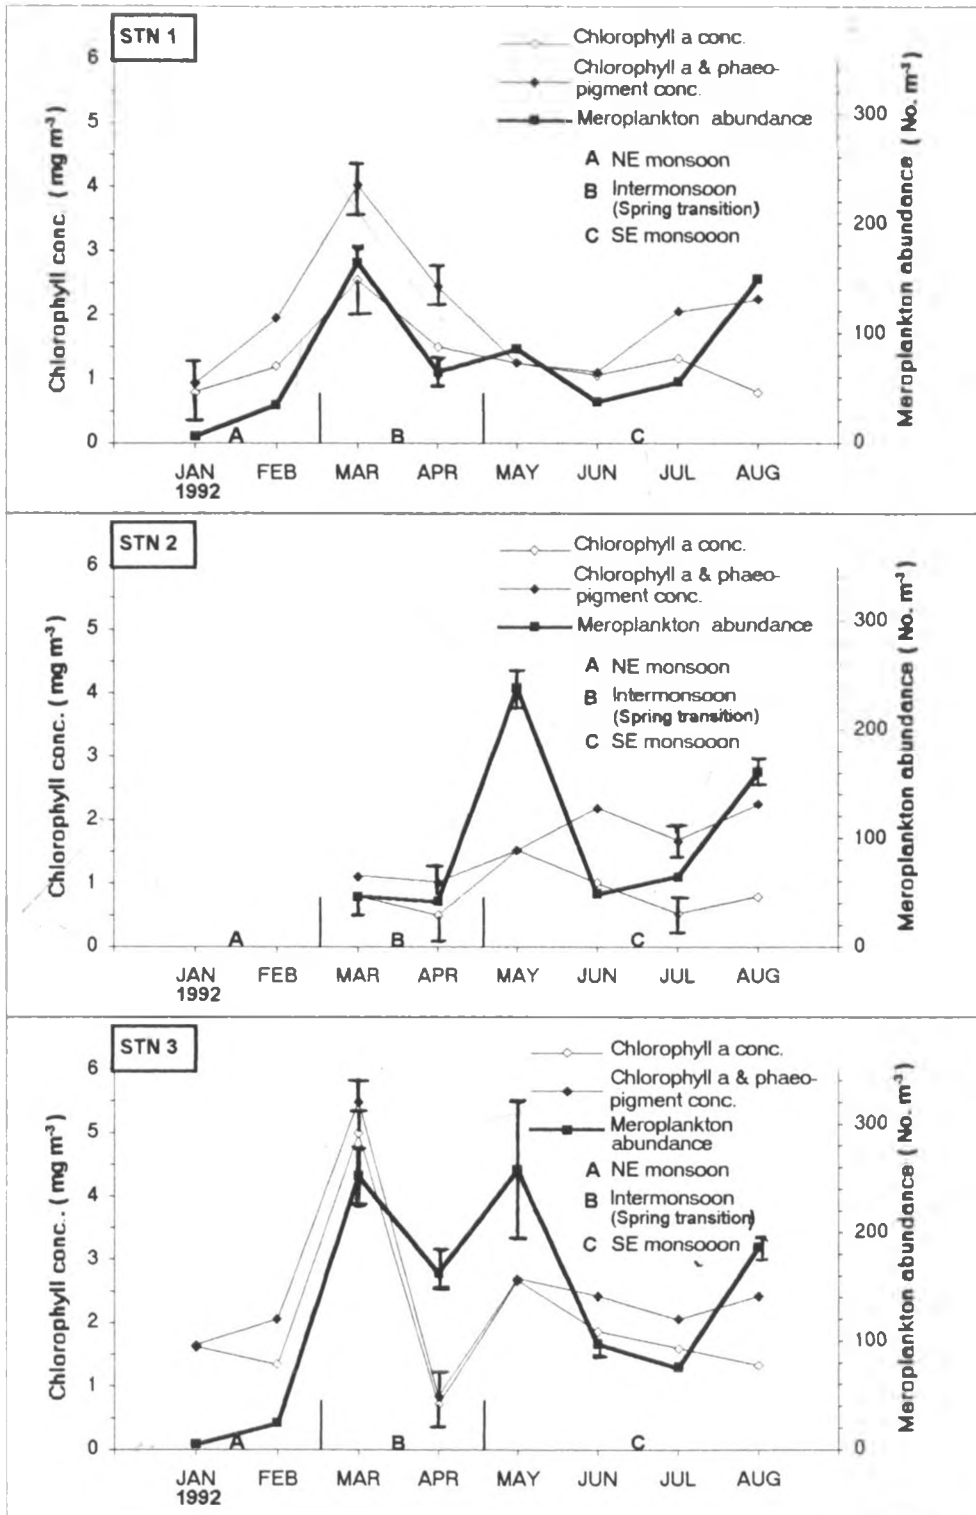 STN 1
Chlorophyll a conc.
Chlorophyll a & phaeo-
pigment conc.
Meroplankton abundance
A NE monsoon
B Intermonsoon
(Spring transition)
C SE monsooon
Chlorophyll conc. (mg m⁻³)
6
5
4
3
2
1
0
Meroplankton abundance (No. m⁻³)
300
200
100
0
A
B
C
JAN FEB MAR APR MAY JUN JUL AUG
1992
STN 2
Chlorophyll a conc.
Chlorophyll a & phaeo-
pigment conc.
Meroplankton abundance
A NE monsoon
B Intermonsoon
(Spring transition)
C SE monsooon
Chlorophyll conc. (mg m⁻³)
6
5
4
3
2
1
0
Meroplankton abundance (No. m⁻³)
300
200
100
0
A
B
C
JAN FEB MAR APR MAY JUN JUL AUG
1992
STN 3
Chlorophyll a conc.
Chlorophyll a & phaeo-
pigment conc.
Meroplankton
abundance
A NE monsoon
B Intermonsoon
(Spring transition)
C SE monsooon
Chlorophyll conc.. (mg m⁻³)
6
5
4
3
2
1
0
Meroplankton abundance (No. m⁻³)
300
200
100
0
A
B
C
JAN FEB MAR APR MAY JUN JUL AUG
1992